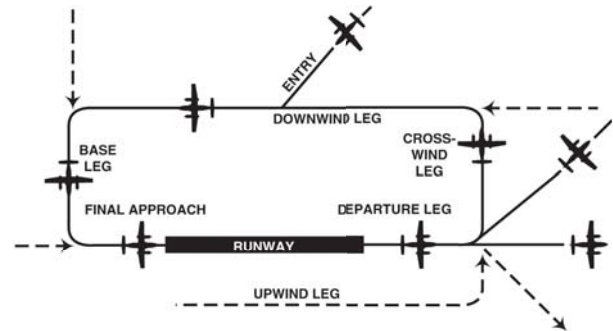 ENTRY
DOWNWIND LEG
CROSS-
WIND
LEG
BASE
LEG
FINAL APPROACH
DEPARTURE LEG
RUNWAY
UPWIND LEG